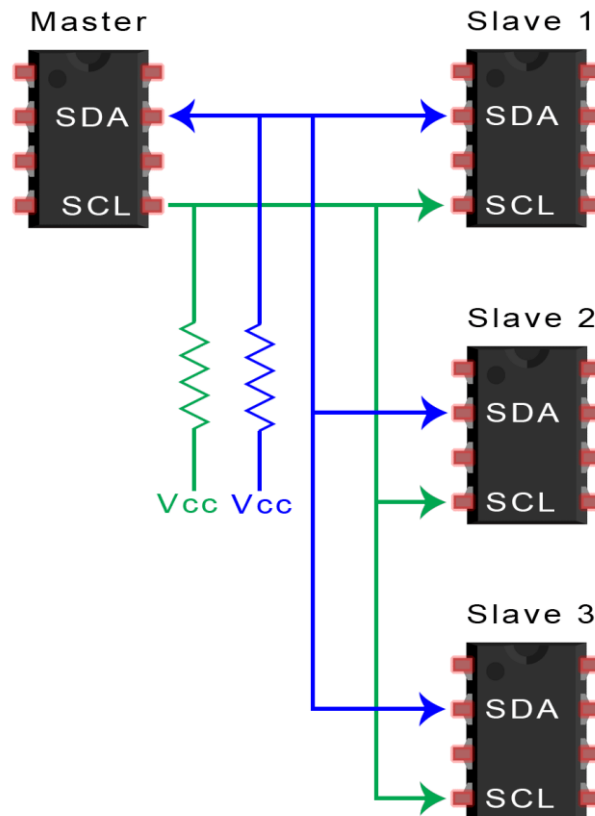 Master
SDA
SCL
Slave 1
SDA
SCL
Vcc
Vcc
Slave 2
SDA
SCL
Slave 3
SDA
SCL